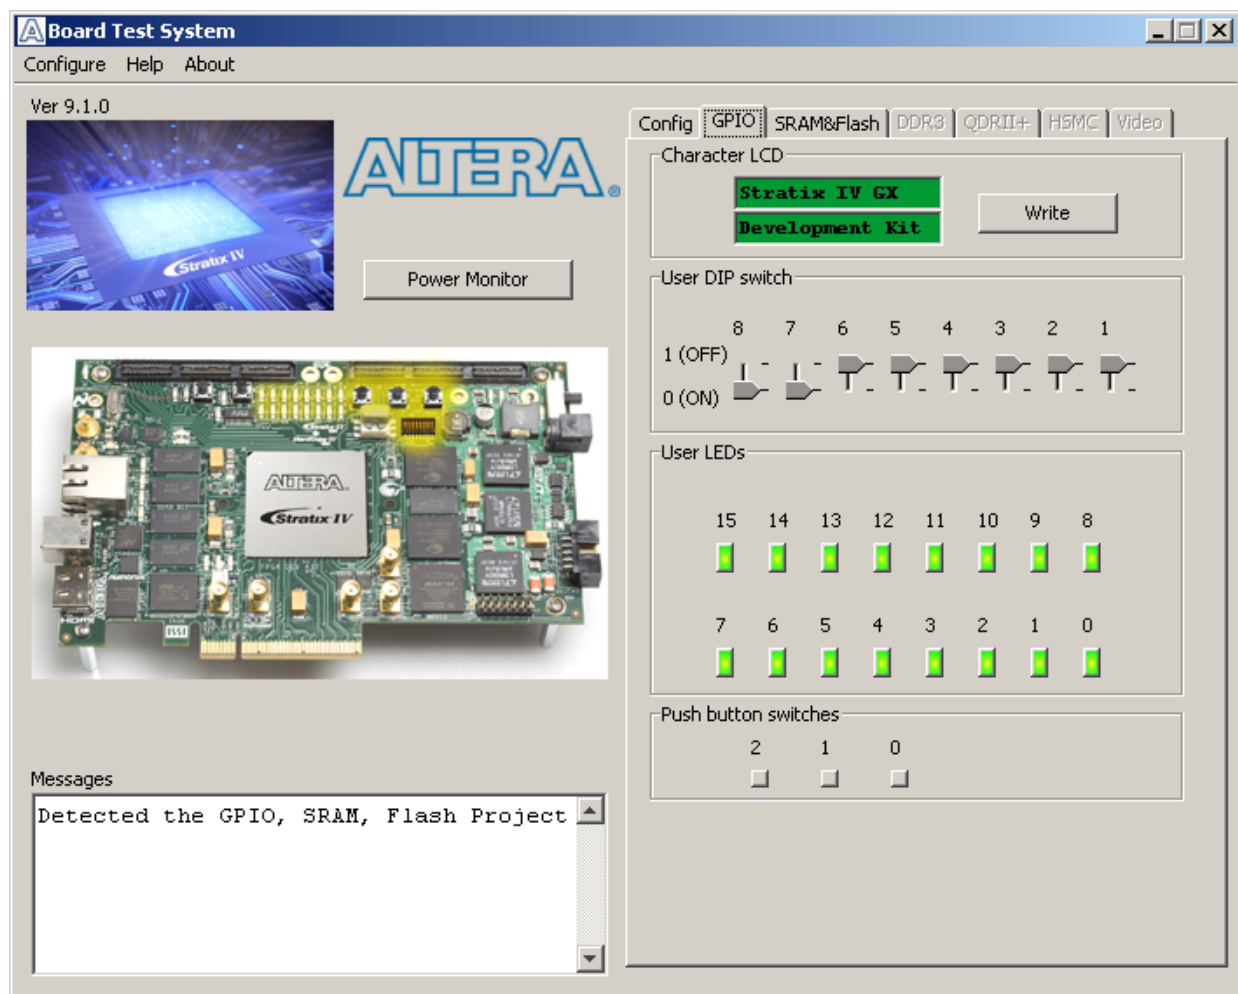 Board Test System
Configure Help About
Ver 9.1.0
Stratix IV
ALTERA®
Power Monitor
ALTERA
Stratix IV
Messages
Detected the GPIO, SRAM, Flash Project
Config GPIO SRAM&Flash DDR3 QDRII+ HSMC Video
Character LCD
Stratix IV GX
Development Kit
Write
User DIP switch
8 7 6 5 4 3 2 1
1 (OFF)
0 (ON)
User LEDs
15 14 13 12 11 10 9 8
7 6 5 4 3 2 1 0
Push button switches
2 1 0